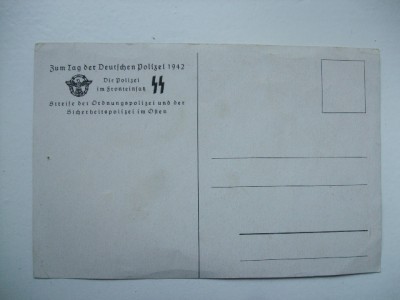 Zum Tag der Deutschen Polizei 1942
Die Polizei
im Fronteinsatz
Streife der Ordnungspolizei und der
Sicherheitspolizei im Osten